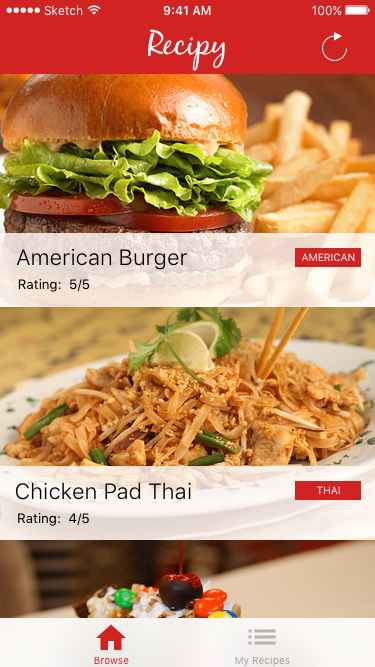 Sketch 9:41 AM 100%
Recipy
American Burger AMERICAN
Rating: 5/5
Chicken Pad Thai THAI
Rating: 4/5
Browse My Recipes